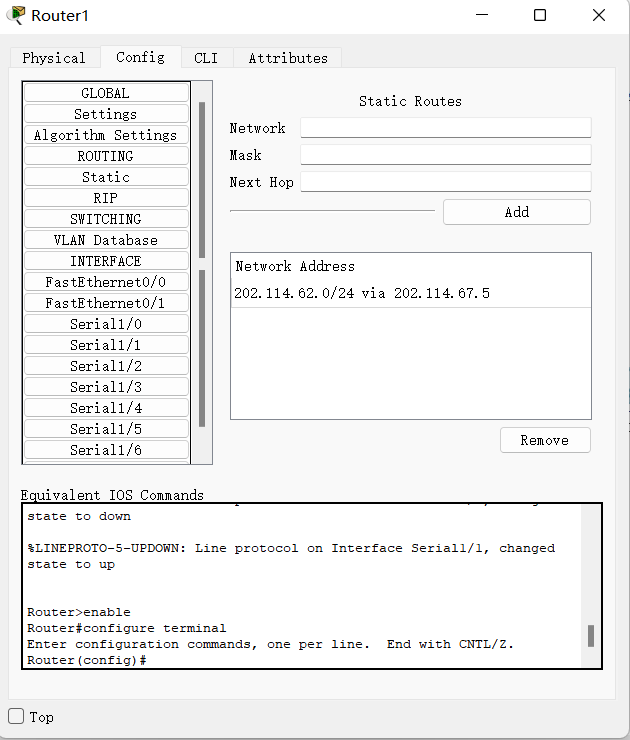 Router1
Physical Config CLI Attributes
GLOBAL
Settings
Algorithm Settings
ROUTING
Static
RIP
SWITCHING
VLAN Database
INTERFACE
FastEthernet0/0
FastEthernet0/1
Serial1/0
Serial1/1
Serial1/2
Serial1/3
Serial1/4
Serial1/5
Serial1/6
Static Routes
Network
Mask
Next Hop
Add
Network Address
202.114.62.0/24 via 202.114.67.5
Remove
Equivalent IOS Commands
state to down
%LINEPROTO-5-UPDOWN: Line protocol on Interface Serial1/1, changed
state to up
Router>enable
Router#configure terminal
Enter configuration commands, one per line.  End with CNTL/Z.
Router(config)#
Top